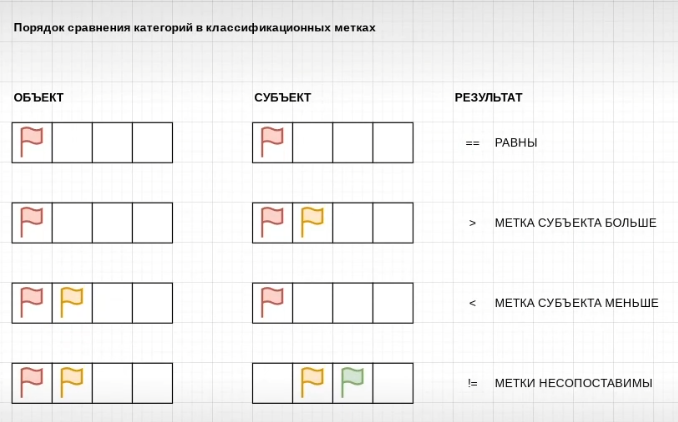 Порядок сравнения категорий в классификационных метках
ОБЪЕКТ СУБЪЕКТ РЕЗУЛЬТАТ
== РАВНЫ
> МЕТКА СУБЪЕКТА БОЛЬШЕ
< МЕТКА СУБЪЕКТА МЕНЬШЕ
!= МЕТКИ НЕСОПОСТАВИМЫ